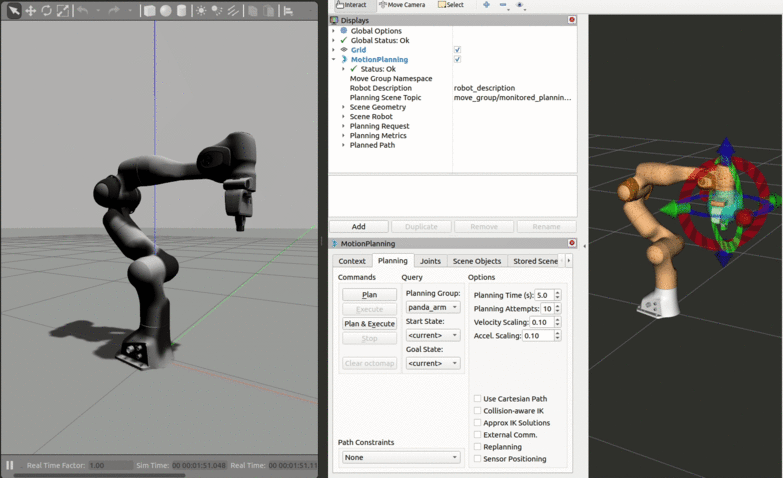 Interact Move Camera Select
Displays
Global Options
Global Status: Ok
Grid
MotionPlanning
Status: Ok
Move Group Namespace
Robot Description robot_description
Planning Scene Topic move_group/monitored_plannin...
Scene Geometry
Scene Robot
Planning Request
Planning Metrics
Planned Path
Add Duplicate Remove Rename
MotionPlanning
Context Planning Joints Scene Objects Stored Scene
Commands Query Options
Plan
Execute
Plan & Execute
Stop
Clear octomap
Planning Group:
panda_arm
Start State:
<current>
Goal State:
<current>
Planning Time (s): 5.0
Planning Attempts: 10
Velocity Scaling: 0.10
Accel. Scaling: 0.10
Use Cartesian Path
Collision-aware IK
Approx IK Solutions
External Comm.
Replanning
Sensor Positioning
Path Constraints
None
Real Time Factor: 1.00 Sim Time: 00 00:01:51.048 Real Time: 00 00:01:51.11